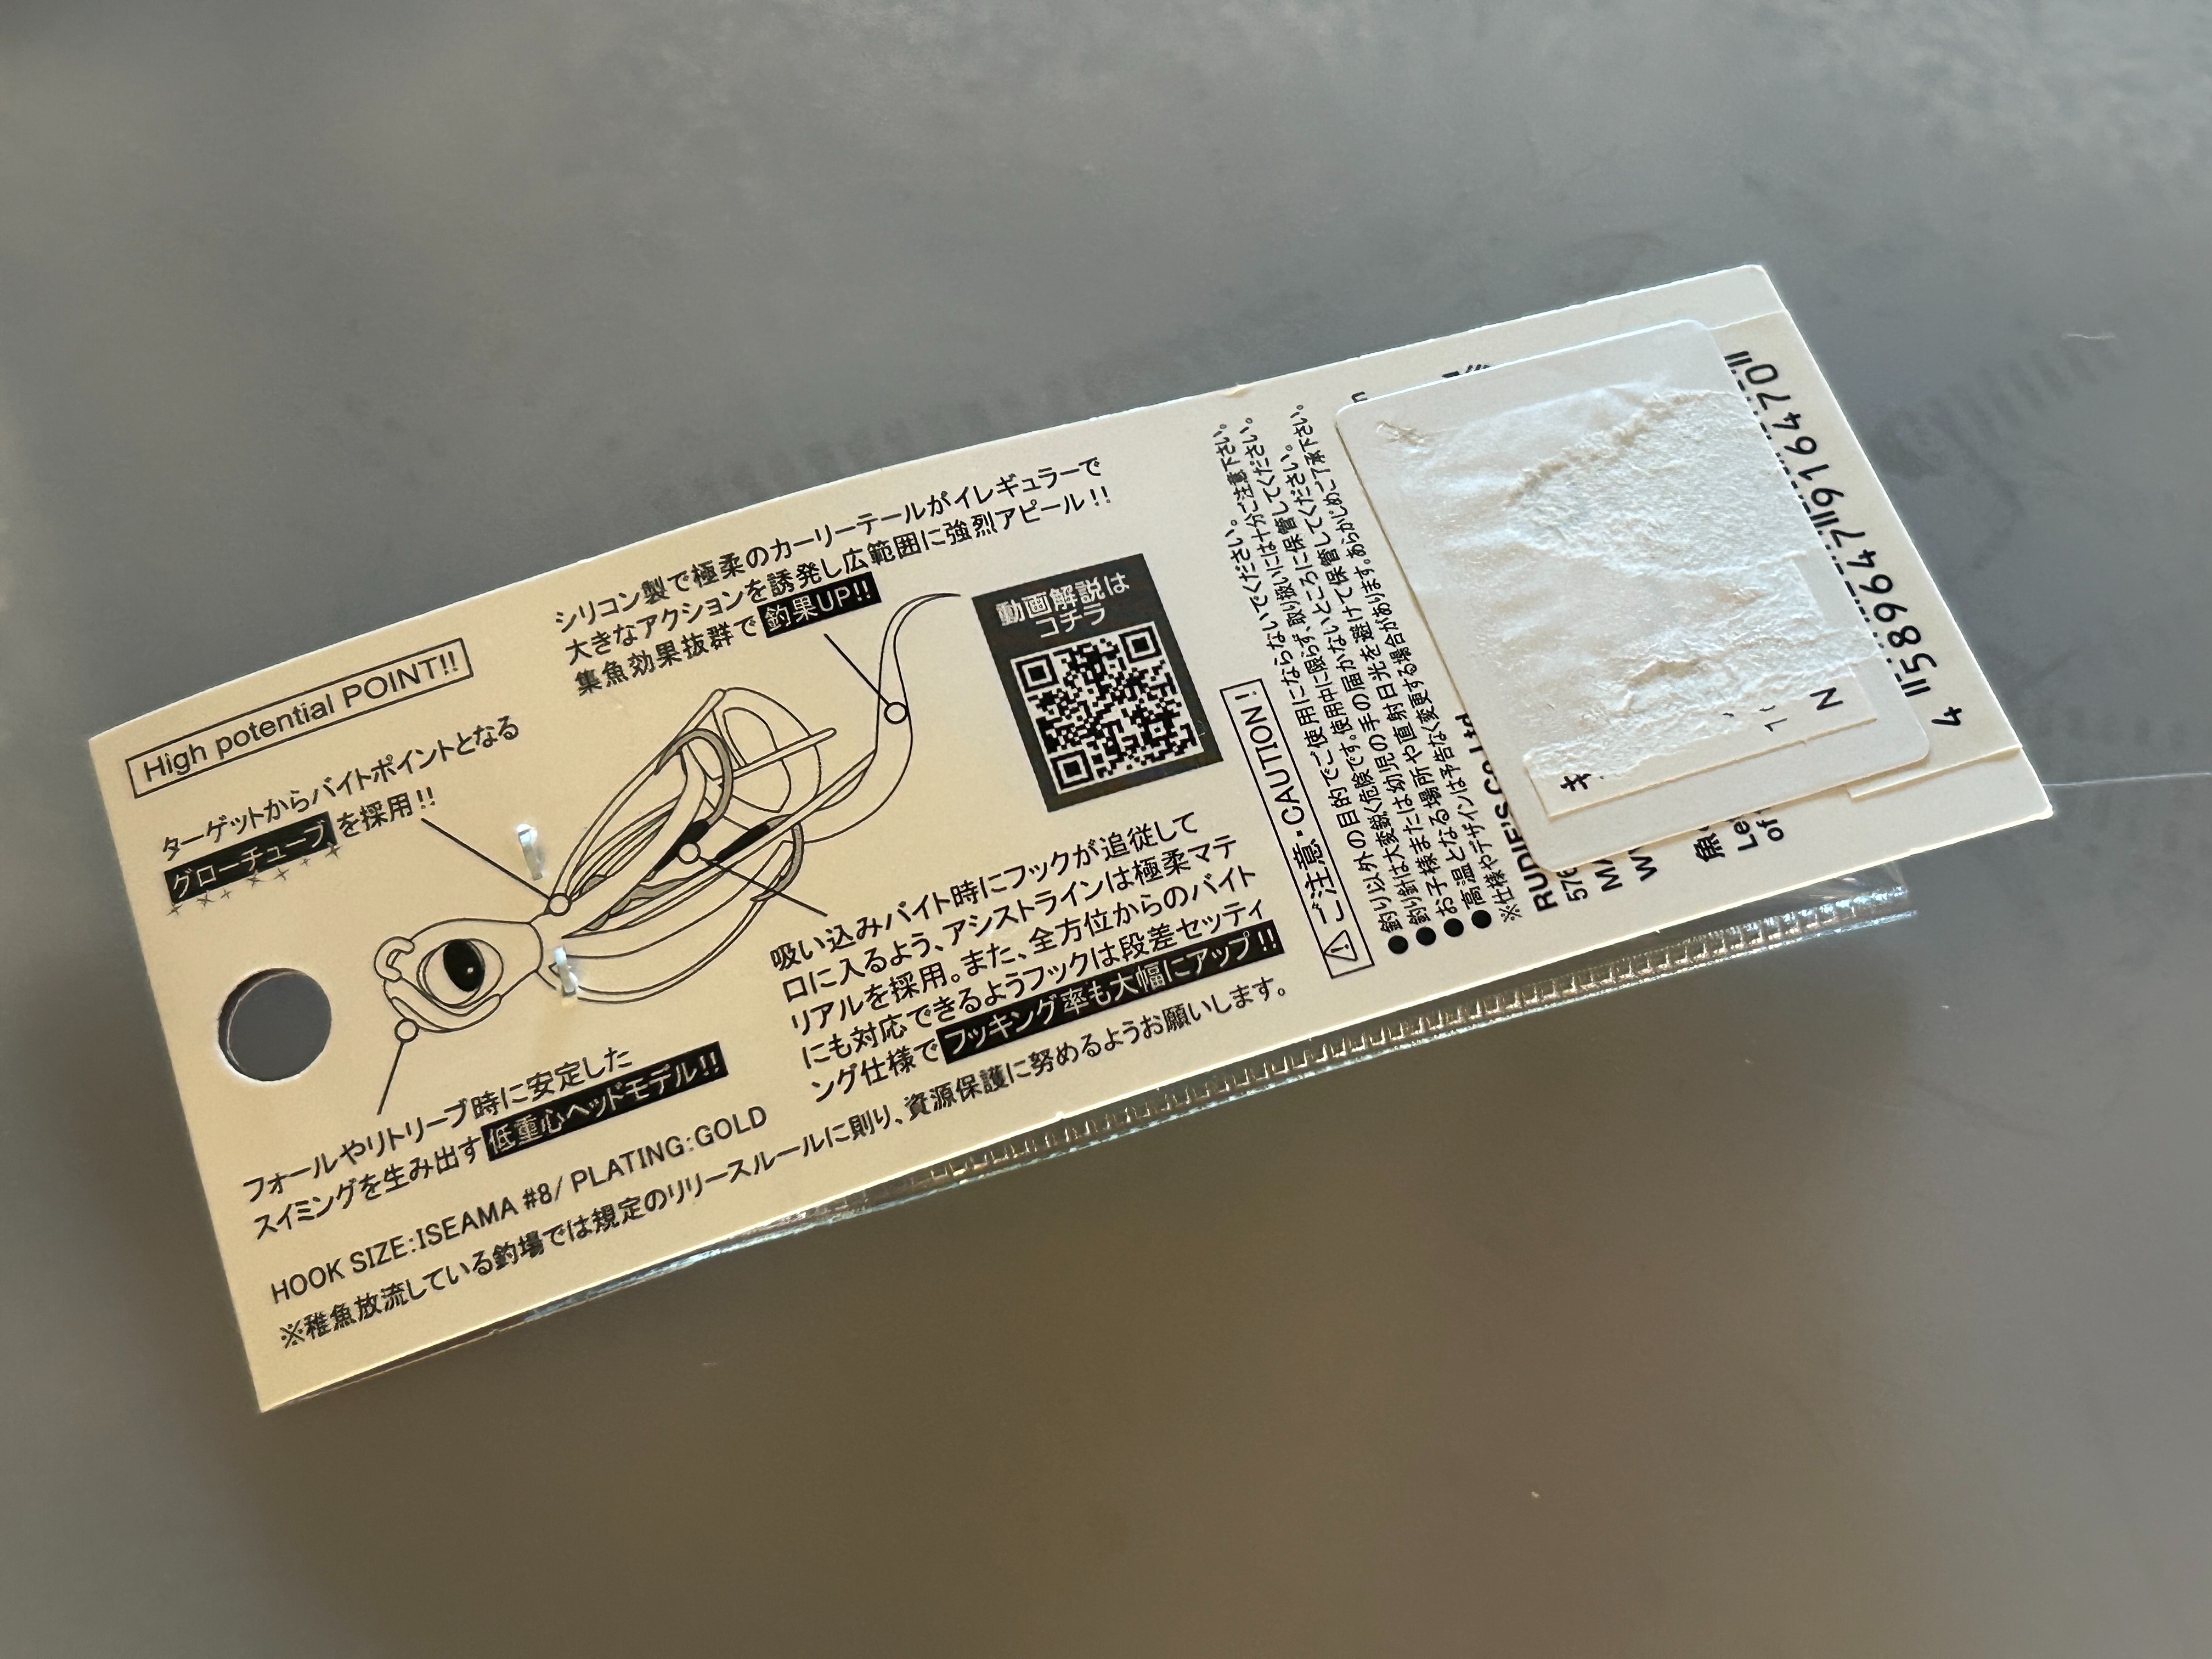 High potential POINT!!
ターゲットからバイトポイントとなる
グローチューブを採用!!
シリコン製で極柔のカーリーテールがイレギュラーで
大きなアクションを誘発し広範囲に強烈アピール!!
集魚効果抜群で釣果UP!!
動画解説は
コチラ
吸い込みバイト時にフックが追従して
口に入るよう、アシストラインは極柔マテ
リアルを採用。また、全方位からのバイト
にも対応できるようフックは段差セッティ
ング仕様でフッキング率も大幅にアップ!!
フォールやリトリーブ時に安定した
スイミングを生み出す低重心ヘッドモデル!!
HOOK SIZE:ISEAMA #8/ PLATING:GOLD
※稚魚放流している釣場では規定のリリースルールに則り、資源保護に努めるようお願いします。
⚠ご注意・CAUTION!
●釣り以外の目的でご使用にならないでください。
●釣り針は大変鋭く危険です。使用中に限らず、取り扱いには十分ご注意下さい。
●お子様または幼児の手の届かないところに保管してください。
●高温となる場所や直射日光を避けて保管してください。
※仕様やデザインは予告なく変更する場合があります。あらかじめご了承下さい。
RUDIE'S Co.,Ltd.
576
魚
of
N
4 589647 916470